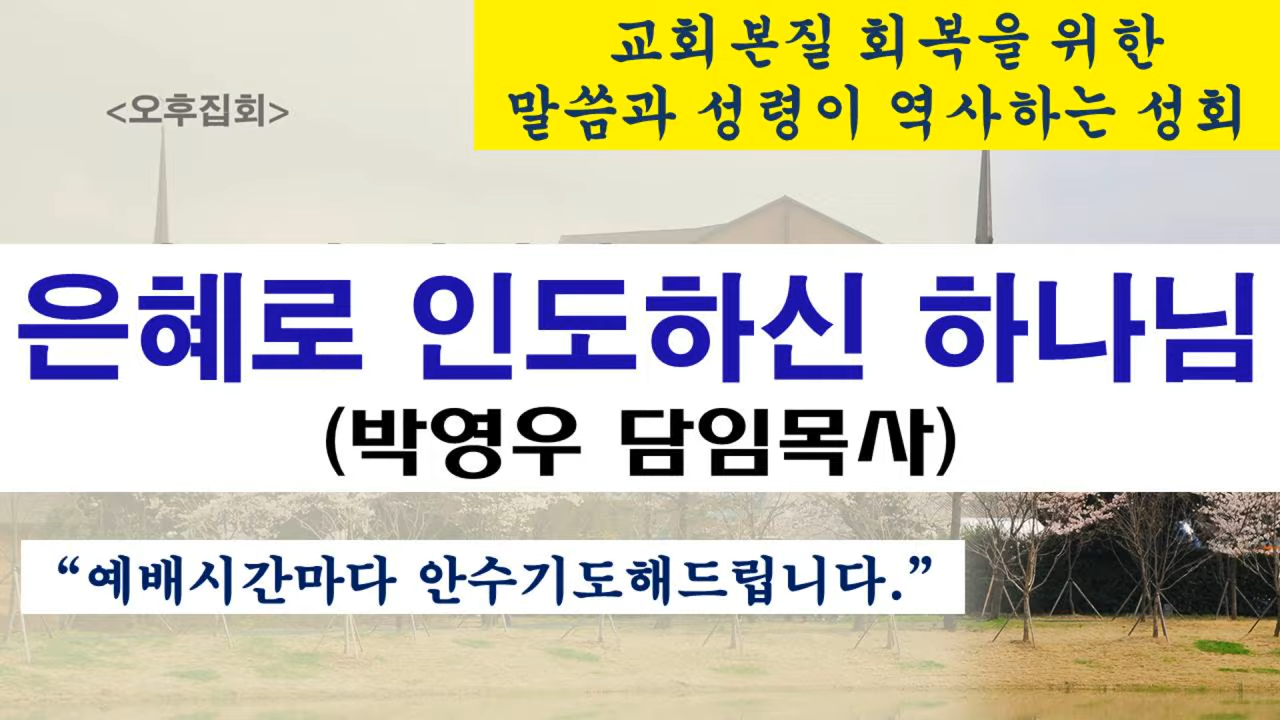 교회본질 회복을 위한
말씀과 성령이 역사하는 성회
<오후집회>
은혜로 인도하신 하나님
(박영우 담임목사)
“예배시간마다 안수기도해드립니다.”